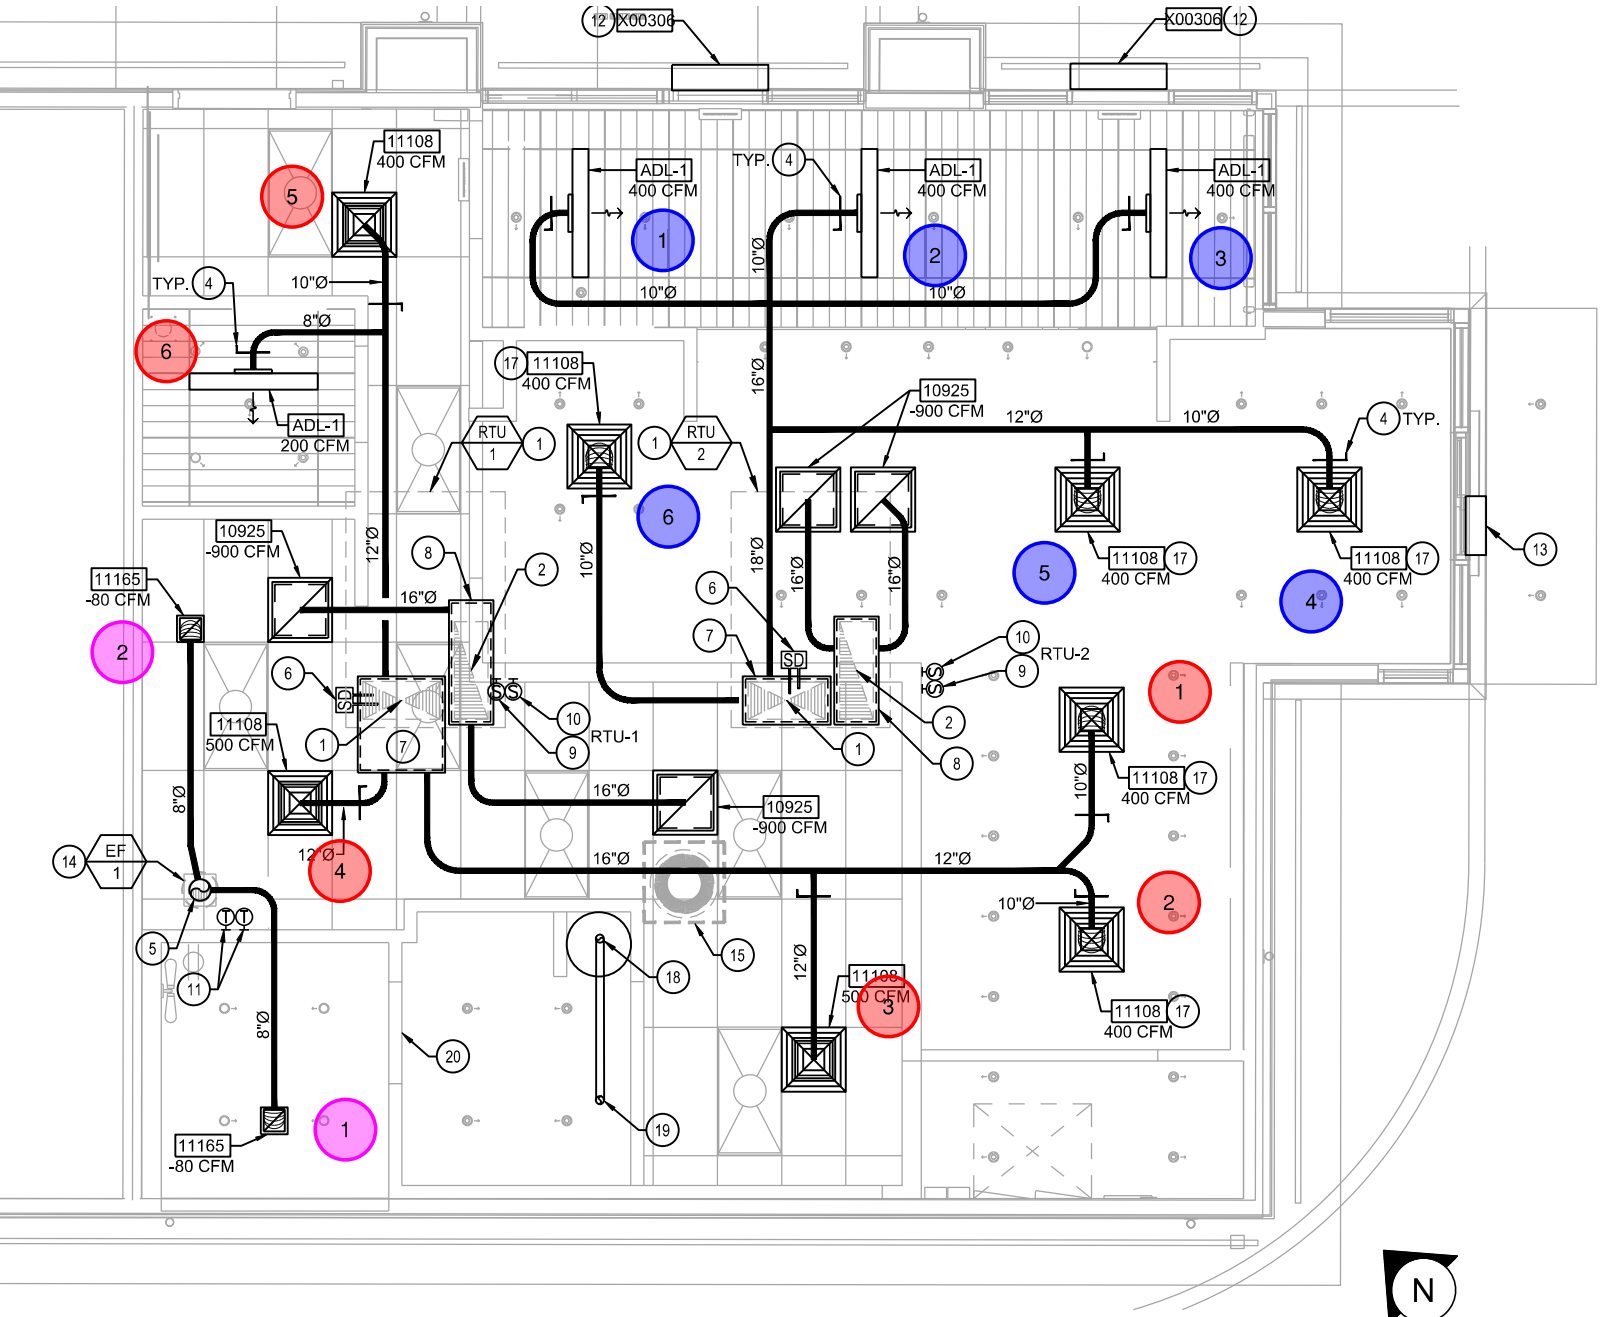 12 X00306
X00306 12
11108
400 CFM
5
ADL-1
400 CFM
1
TYP. 4
ADL-1
400 CFM
2
ADL-1
400 CFM
3
10"Ø
10"Ø
10"Ø
10"Ø
TYP. 4
8"Ø
6
ADL-1
200 CFM
17 11108
400 CFM
16"Ø
10925
-900 CFM
12"Ø
10"Ø
4 TYP.
RTU
1
1
1
RTU
2
6
10925
-900 CFM
12"Ø
8
2
10"Ø
18"Ø
16"Ø
16"Ø
11108 17
400 CFM
5
11108 17
400 CFM
4
13
11165
-80 CFM
2
16"Ø
6
7
SD
10
9
RTU-2
6
SD
10
9
RTU-1
1
7
2
1
8
1
11108
500 CFM
12"Ø
4
16"Ø
10925
-900 CFM
10"Ø
11108 17
400 CFM
8"Ø
14
EF
1
16"Ø
12"Ø
10"Ø
2
5
T T
11
15
18
12"Ø
11108
500 CFM
3
11108 17
400 CFM
8"Ø
20
19
1
11165
-80 CFM
N